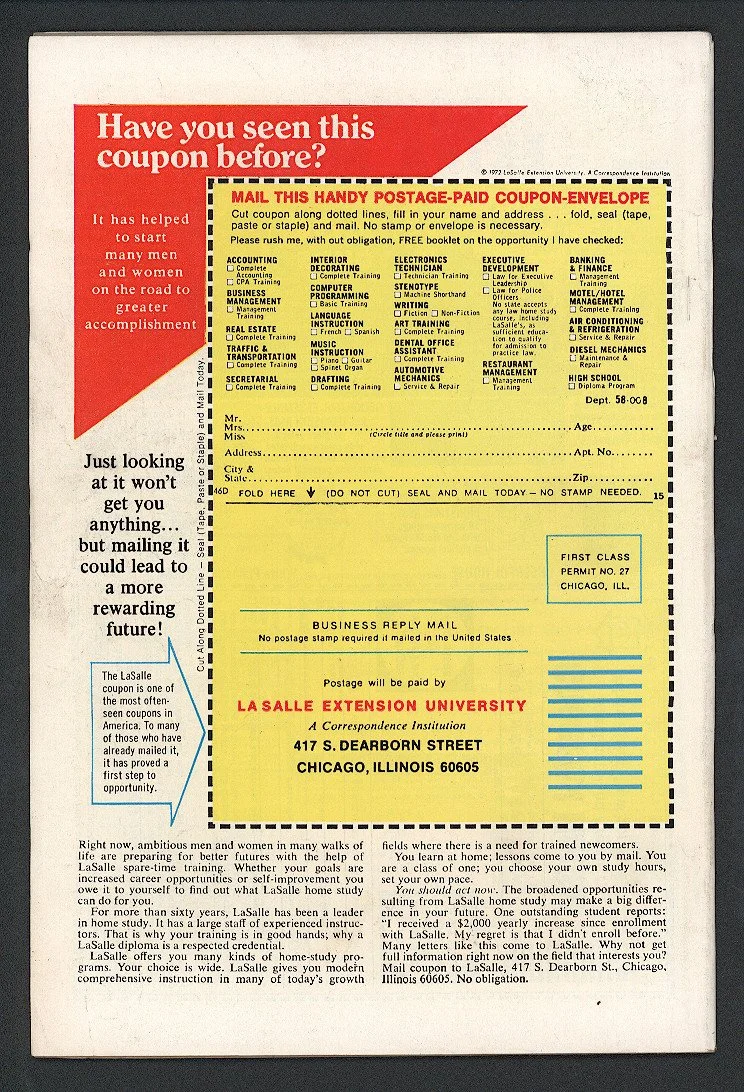 Have you seen this
coupon before?
© 1972 LaSalle Extension University, A Correspondence Institution
It has helped
to start
many men
and women
on the road to
greater
accomplishment
MAIL THIS HANDY POSTAGE-PAID COUPON-ENVELOPE
Cut coupon along dotted lines, fill in your name and address . . . fold, seal (tape,
paste or staple) and mail. No stamp or envelope is necessary.
Please rush me, with out obligation, FREE booklet on the opportunity I have checked:
ACCOUNTING
Complete
Accounting
CPA Training
BUSINESS
MANAGEMENT
Management
Training
REAL ESTATE
Complete Training
TRAFFIC &
TRANSPORTATION
Complete Training
SECRETARIAL
Complete Training
INTERIOR
DECORATING
Complete Training
COMPUTER
PROGRAMMING
Basic Training
LANGUAGE
INSTRUCTION
French Spanish
MUSIC
INSTRUCTION
Piano Guitar
Spinet Organ
DRAFTING
Complete Training
ELECTRONICS
TECHNICIAN
Technician Training
STENOTYPE
Machine Shorthand
WRITING
Fiction Non-Fiction
ART TRAINING
Complete Training
DENTAL OFFICE
ASSISTANT
Complete Training
AUTOMOTIVE
MECHANICS
Service & Repair
EXECUTIVE
DEVELOPMENT
Law for Executive
Leadership
Law for Police
Officers
No state accepts
any law home study
course, including
LaSalle's, as
sufficient educa-
tion to qualify
for admission to
practice law.
RESTAURANT
MANAGEMENT
Management
Training
BANKING
& FINANCE
Management
Training
MOTEL/HOTEL
MANAGEMENT
Complete Training
AIR CONDITIONING
& REFRIGERATION
Service & Repair
DIESEL MECHANICS
Maintenance &
Repair
HIGH SCHOOL
Diploma Program
Dept. 58-008
Mr.
Mrs. Age
Miss (Circle title and please print)
Address Apt. No.
City &
State Zip
46D FOLD HERE (DO NOT CUT) SEAL AND MAIL TODAY — NO STAMP NEEDED. 15
Cut Along Dotted Line — Seal (Tape, Paste or Staple) and Mail Today.
Just looking
at it won't
get you
anything...
but mailing it
could lead to
a more
rewarding
future!
The LaSalle
coupon is one of
the most often-
seen coupons in
America. To many
of those who have
already mailed it,
it has proved a
first step to
opportunity.
FIRST CLASS
PERMIT NO. 27
CHICAGO, ILL.
BUSINESS REPLY MAIL
No postage stamp required if mailed in the United States
Postage will be paid by
LA SALLE EXTENSION UNIVERSITY
A Correspondence Institution
417 S. DEARBORN STREET
CHICAGO, ILLINOIS 60605
Right now, ambitious men and women in many walks of
life are preparing for better futures with the help of
LaSalle spare-time training. Whether your goals are
increased career opportunities or self-improvement you
owe it to yourself to find out what LaSalle home study
can do for you.
For more than sixty years, LaSalle has been a leader
in home study. It has a large staff of experienced instruc-
tors. That is why your training is in good hands; why a
LaSalle diploma is a respected credential.
LaSalle offers you many kinds of home-study pro-
grams. Your choice is wide. LaSalle gives you modern
comprehensive instruction in many of today's growth
fields where there is a need for trained newcomers.
You learn at home; lessons come to you by mail. You
are a class of one; you choose your own study hours,
set your own pace.
You should act now. The broadened opportunities re-
sulting from LaSalle home study may make a big differ-
ence in your future. One outstanding student reports:
"I received a $2,000 yearly increase since enrollment
with LaSalle. My regret is that I didn't enroll before."
Many letters like this come to LaSalle. Why not get
full information right now on the field that interests you?
Mail coupon to LaSalle, 417 S. Dearborn St., Chicago,
Illinois 60605. No obligation.